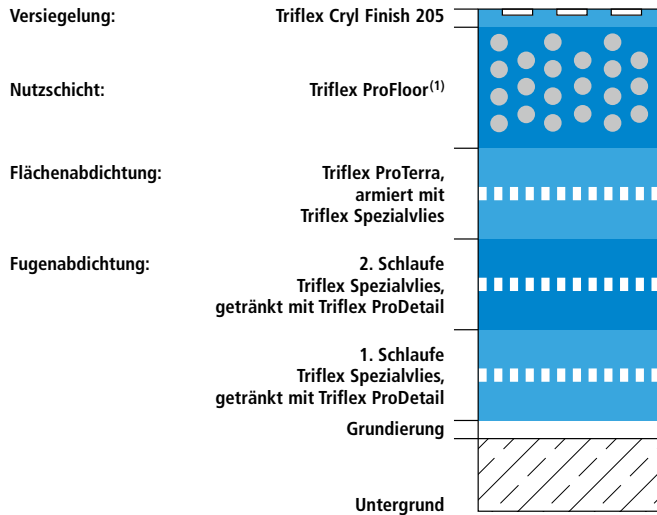 Versiegelung: Triflex Cryl Finish 205
Nutzschicht: Triflex ProFloor(1)
Flächenabdichtung: Triflex ProTerra,
armiert mit
Triflex Spezialvlies
Fugenabdichtung: 2. Schlaufe
Triflex Spezialvlies,
getränkt mit Triflex ProDetail
1. Schlaufe
Triflex Spezialvlies,
getränkt mit Triflex ProDetail
Grundierung
Untergrund